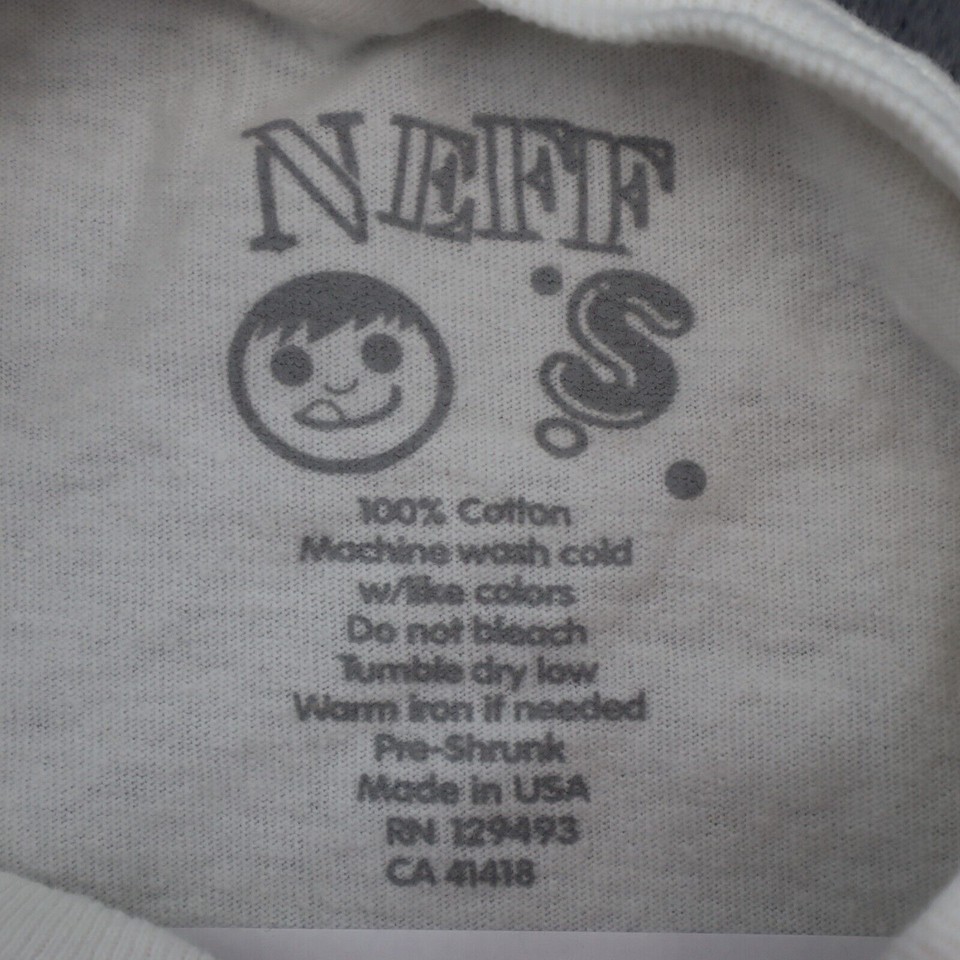 NEFF
S
100% Cotton
Machine wash cold
w/like colors
Do not bleach
Tumble dry low
Warm iron if needed
Pre-Shrunk
Made in USA
RN 129493
CA 41418